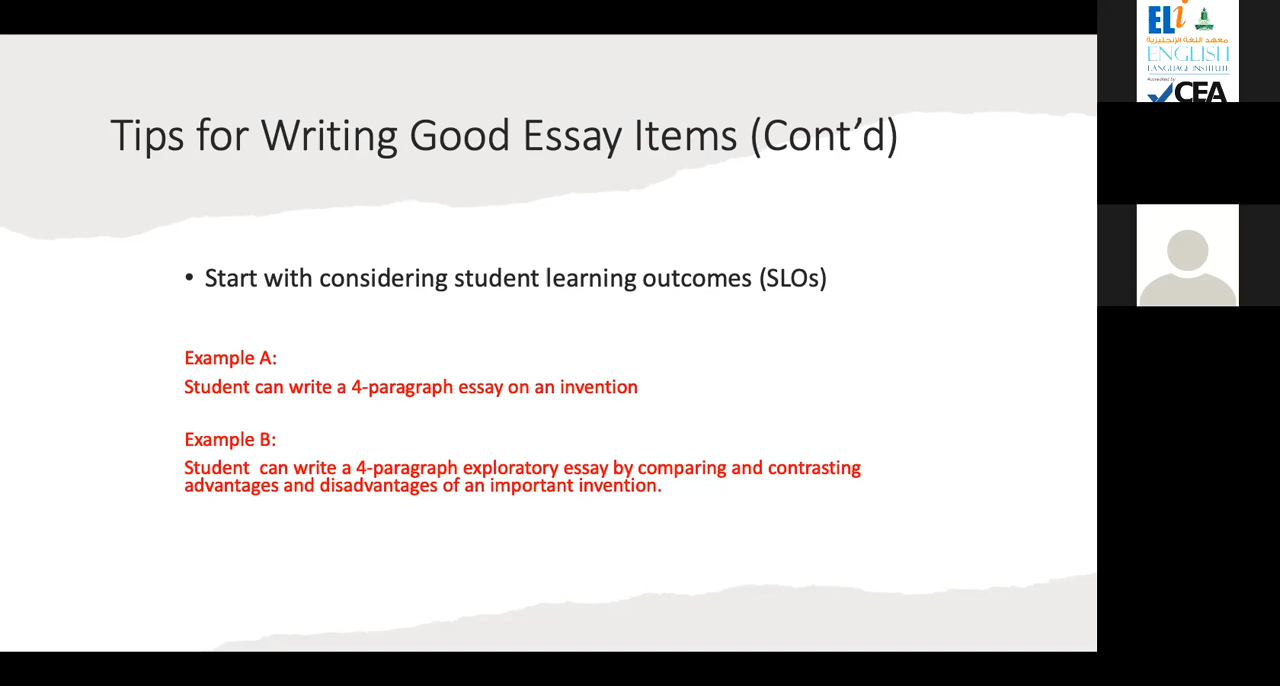 Tips for Writing Good Essay Items (Cont’d)
• Start with considering student learning outcomes (SLOs)
Example A:
Student can write a 4-paragraph essay on an invention
Example B:
Student  can write a 4-paragraph exploratory essay by comparing and contrasting
advantages and disadvantages of an important invention.
ELi
معهد اللغة الإنجليزية
ENGLISH
LANGUAGE INSTITUTE
Accredited by
CEA